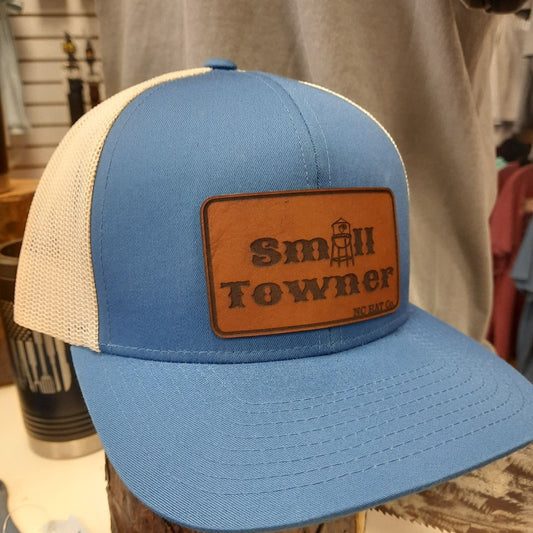 Small
Towner
NC HAT Co.